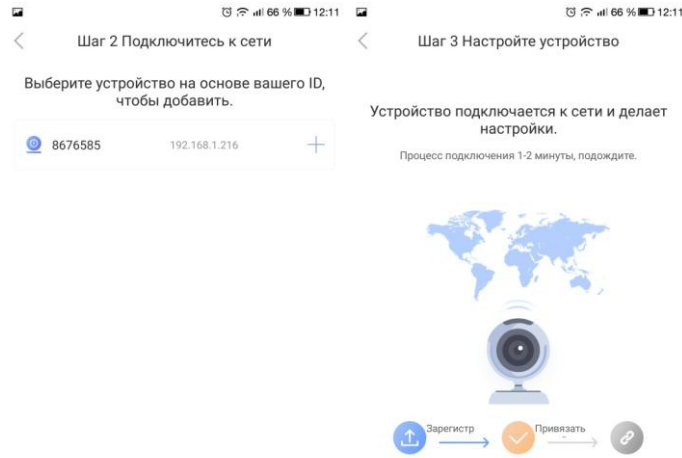 66 % 12:11
Шаг 2 Подключитесь к сети
Выберите устройство на основе вашего ID,
чтобы добавить.
8676585 192.168.1.216
66 % 12:11
Шаг 3 Настройте устройство
Устройство подключается к сети и делает
настройки.
Процесс подключения 1-2 минуты, подождите.
Зарегистр Привязать